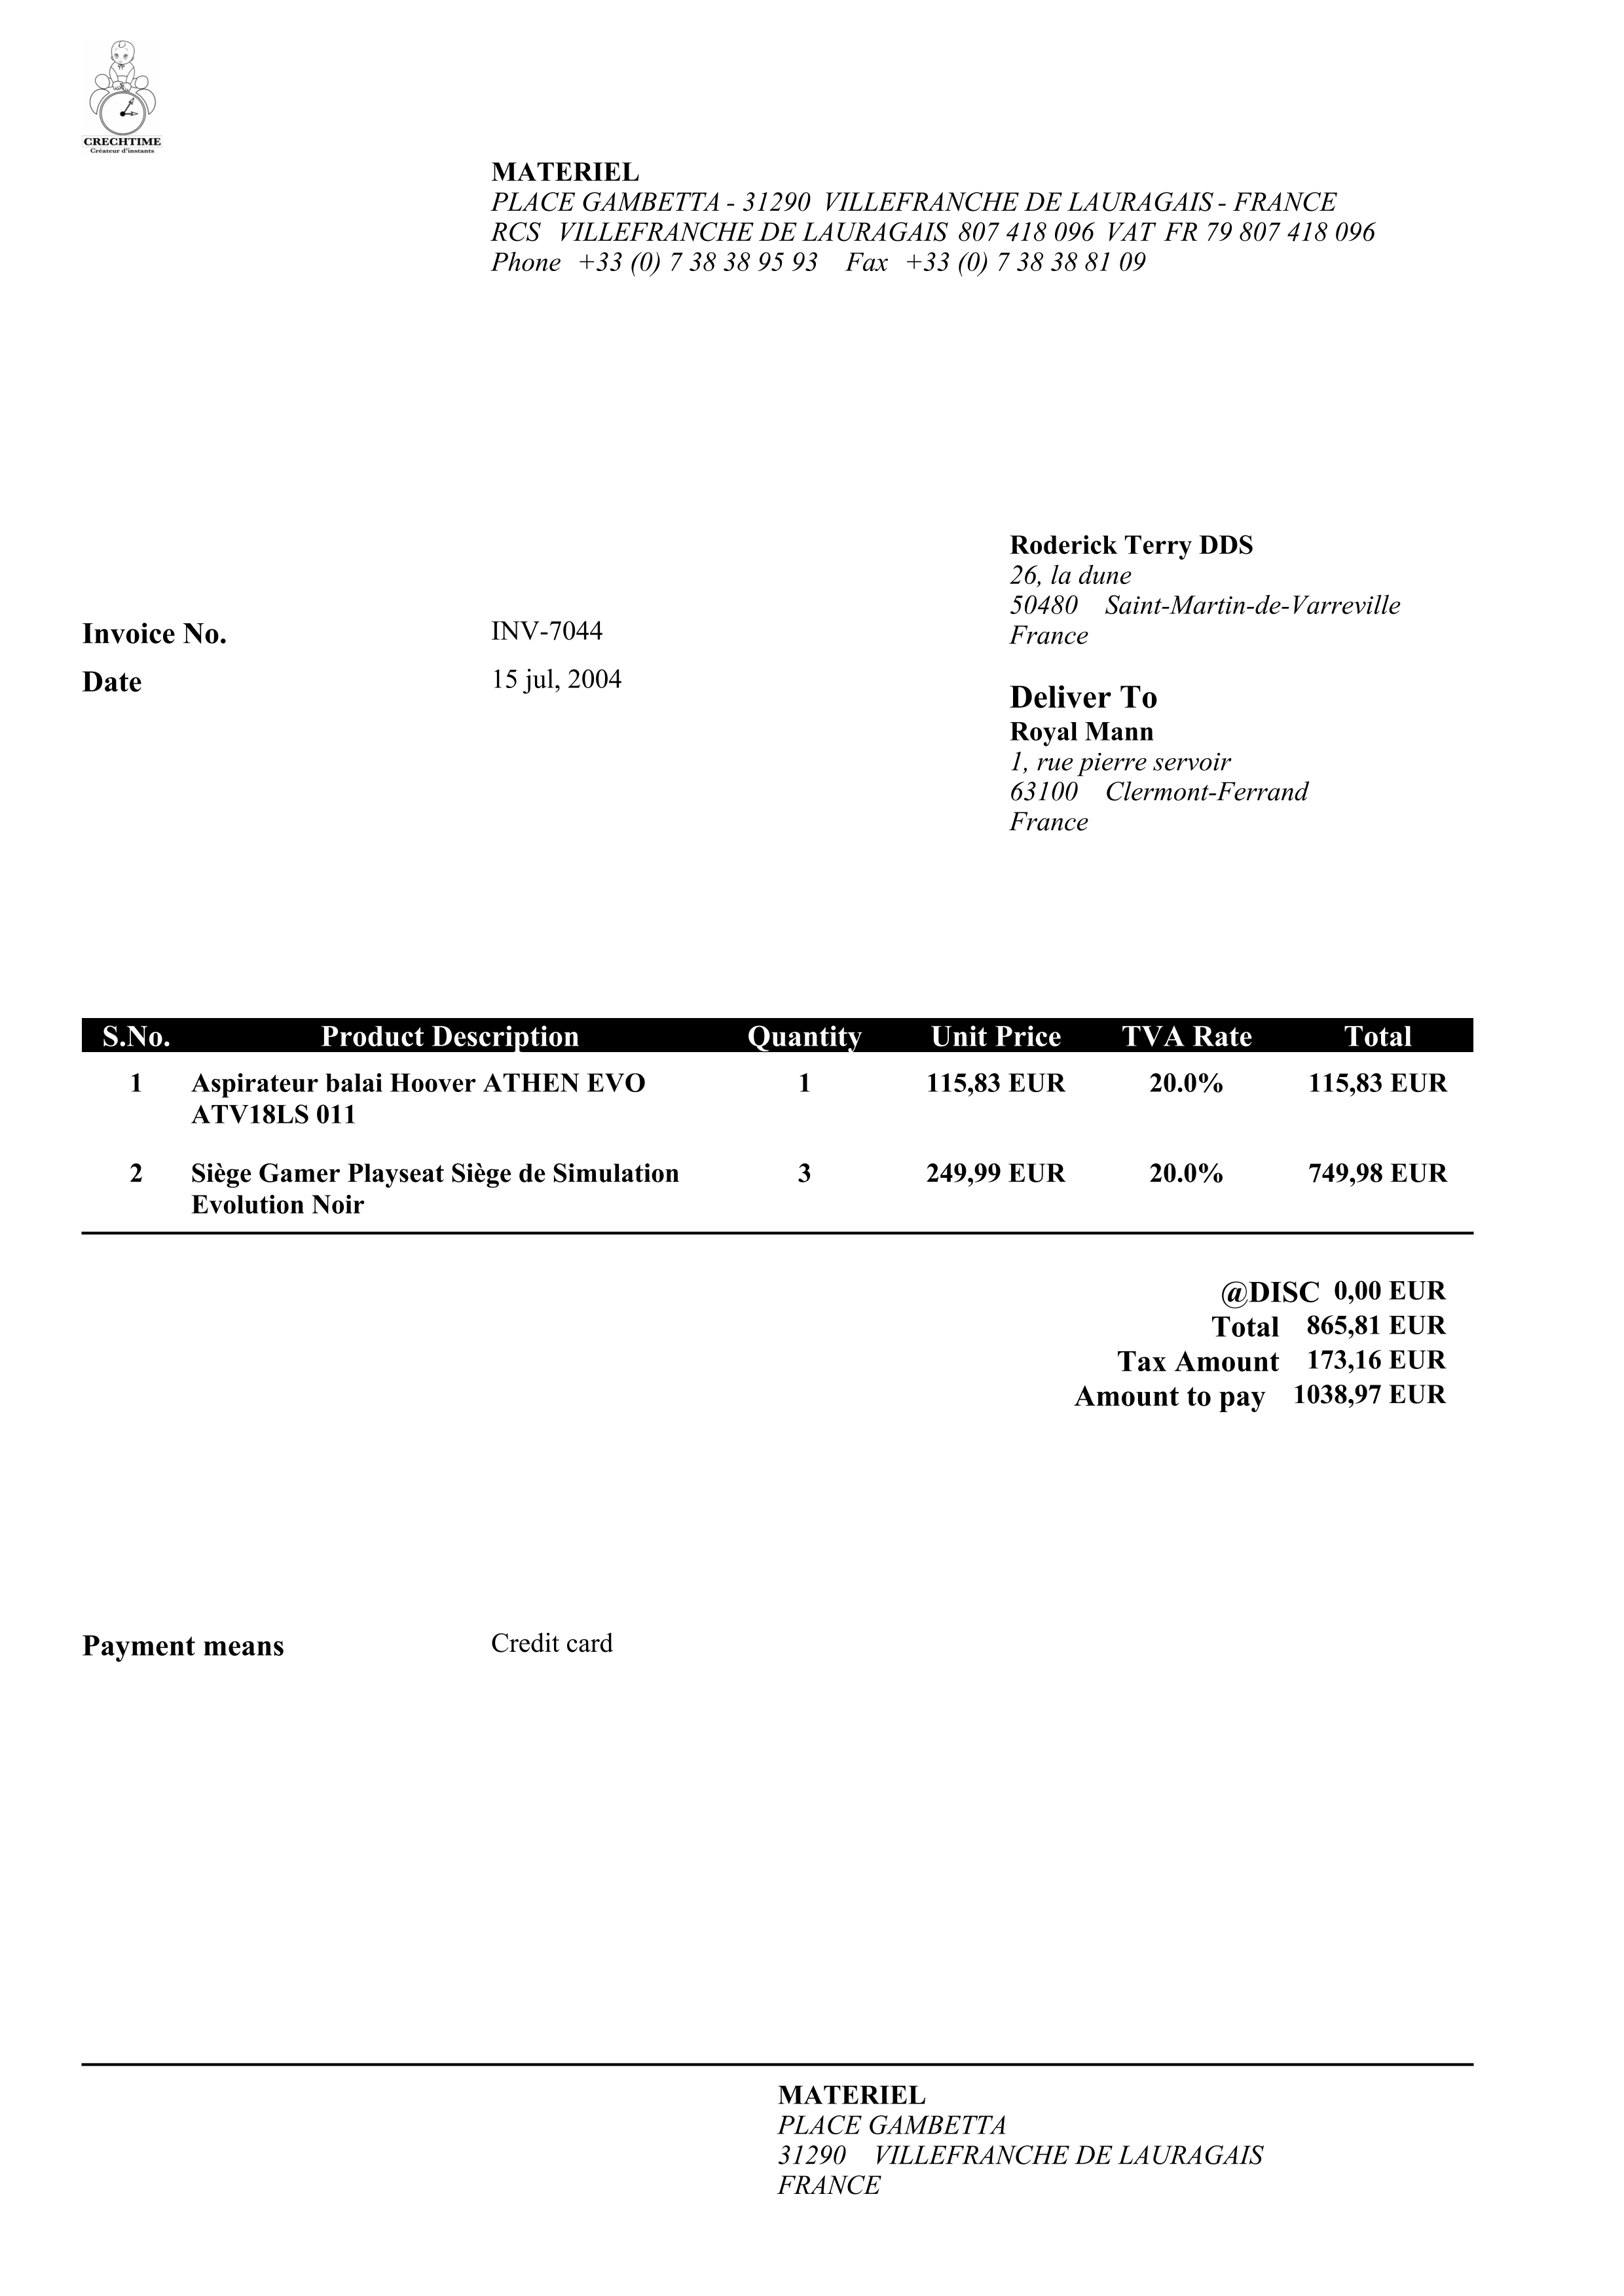 CRECHTIME
Créateur d'instants
MATERIEL
PLACE GAMBETTA - 31290 VILLEFRANCHE DE LAURAGAIS - FRANCE
RCS VILLEFRANCHE DE LAURAGAIS 807 418 096 VAT FR 79 807 418 096
Phone +33 (0) 7 38 38 95 93 Fax +33 (0) 7 38 38 81 09
Roderick Terry DDS
26, la dune
50480 Saint-Martin-de-Varreville
France
Invoice No. INV-7044
Date 15 jul, 2004
Deliver To
Royal Mann
1, rue pierre servoir
63100 Clermont-Ferrand
France
S.No. Product Description Quantity Unit Price TVA Rate Total
1 Aspirateur balai Hoover ATHEN EVO 1 115,83 EUR 20.0% 115,83 EUR
ATV18LS 011
2 Siège Gamer Playseat Siège de Simulation 3 249,99 EUR 20.0% 749,98 EUR
Evolution Noir
@DISC 0,00 EUR
Total 865,81 EUR
Tax Amount 173,16 EUR
Amount to pay 1038,97 EUR
Payment means Credit card
MATERIEL
PLACE GAMBETTA
31290 VILLEFRANCHE DE LAURAGAIS
FRANCE